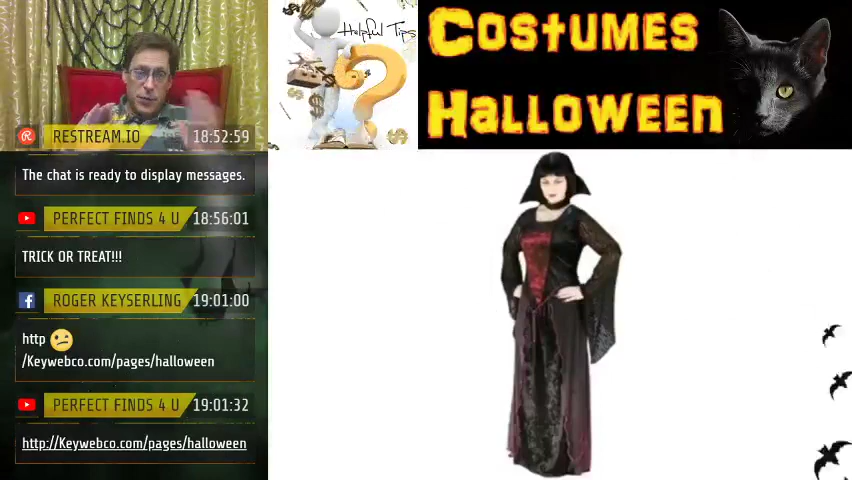 Helpful Tips
Costumes
Halloween
RESTREAM.IO 18:52:59
The chat is ready to display messages.
PERFECT FINDS 4 U 18:56:01
TRICK OR TREAT!!!
ROGER KEYSERLING 19:01:00
http 😕
/Keywebco.com/pages/halloween
PERFECT FINDS 4 U 19:01:32
http://Keywebco.com/pages/halloween